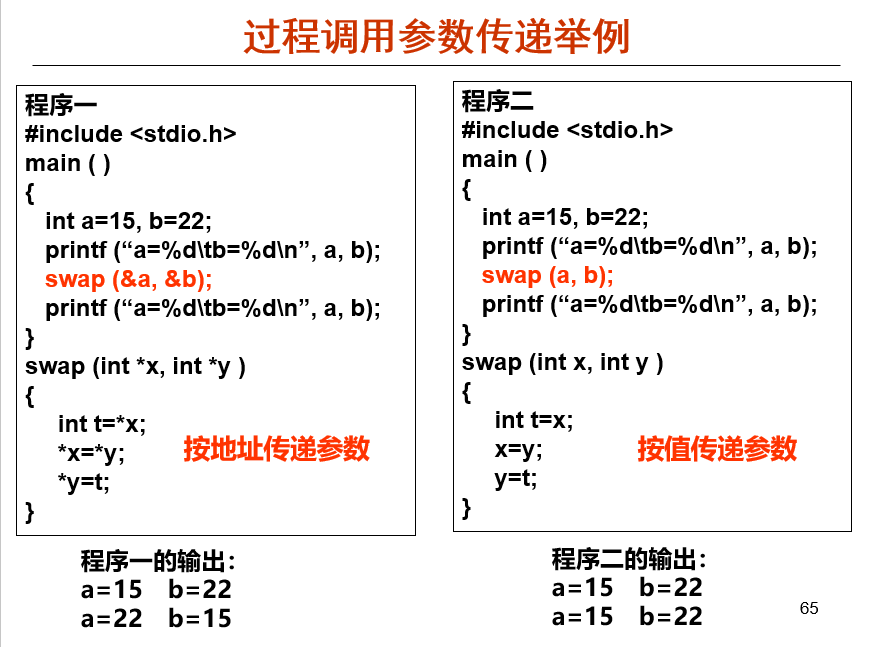 过程调用参数传递举例
程序一
#include <stdio.h>
main ( )
{
int a=15, b=22;
printf (“a=%d\tb=%d\n”, a, b);
swap (&a, &b);
printf (“a=%d\tb=%d\n”, a, b);
}
swap (int *x, int *y )
{
int t=*x;
*x=*y;
*y=t;
}
按地址传递参数
程序一的输出:
a=15 b=22
a=22 b=15
程序二
#include <stdio.h>
main ( )
{
int a=15, b=22;
printf (“a=%d\tb=%d\n”, a, b);
swap (a, b);
printf (“a=%d\tb=%d\n”, a, b);
}
swap (int x, int y )
{
int t=x;
x=y;
y=t;
}
按值传递参数
程序二的输出:
a=15 b=22
a=15 b=22
65